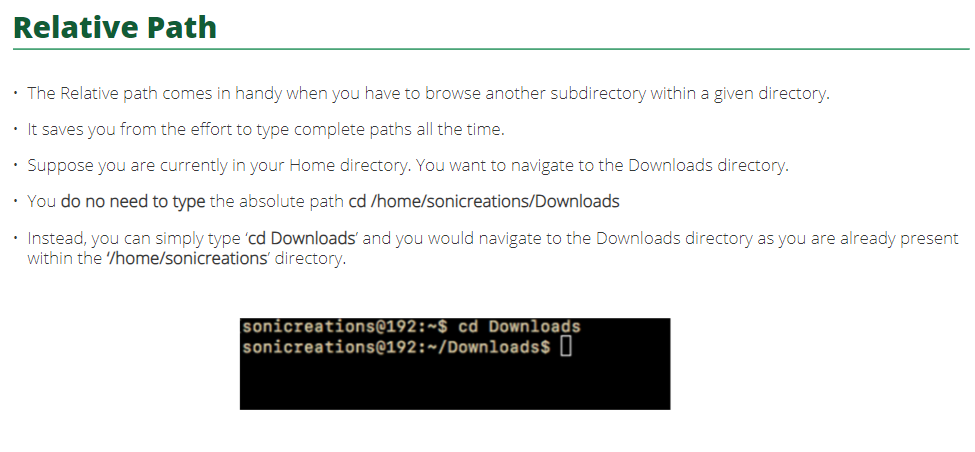 Relative Path
• The Relative path comes in handy when you have to browse another subdirectory within a given directory.
• It saves you from the effort to type complete paths all the time.
• Suppose you are currently in your Home directory. You want to navigate to the Downloads directory.
• You do no need to type the absolute path cd /home/sonicreations/Downloads
• Instead, you can simply type ‘cd Downloads’ and you would navigate to the Downloads directory as you are already present
within the ‘/home/sonicreations’ directory.
sonicreations@192:~$ cd Downloads
sonicreations@192:~/Downloads$